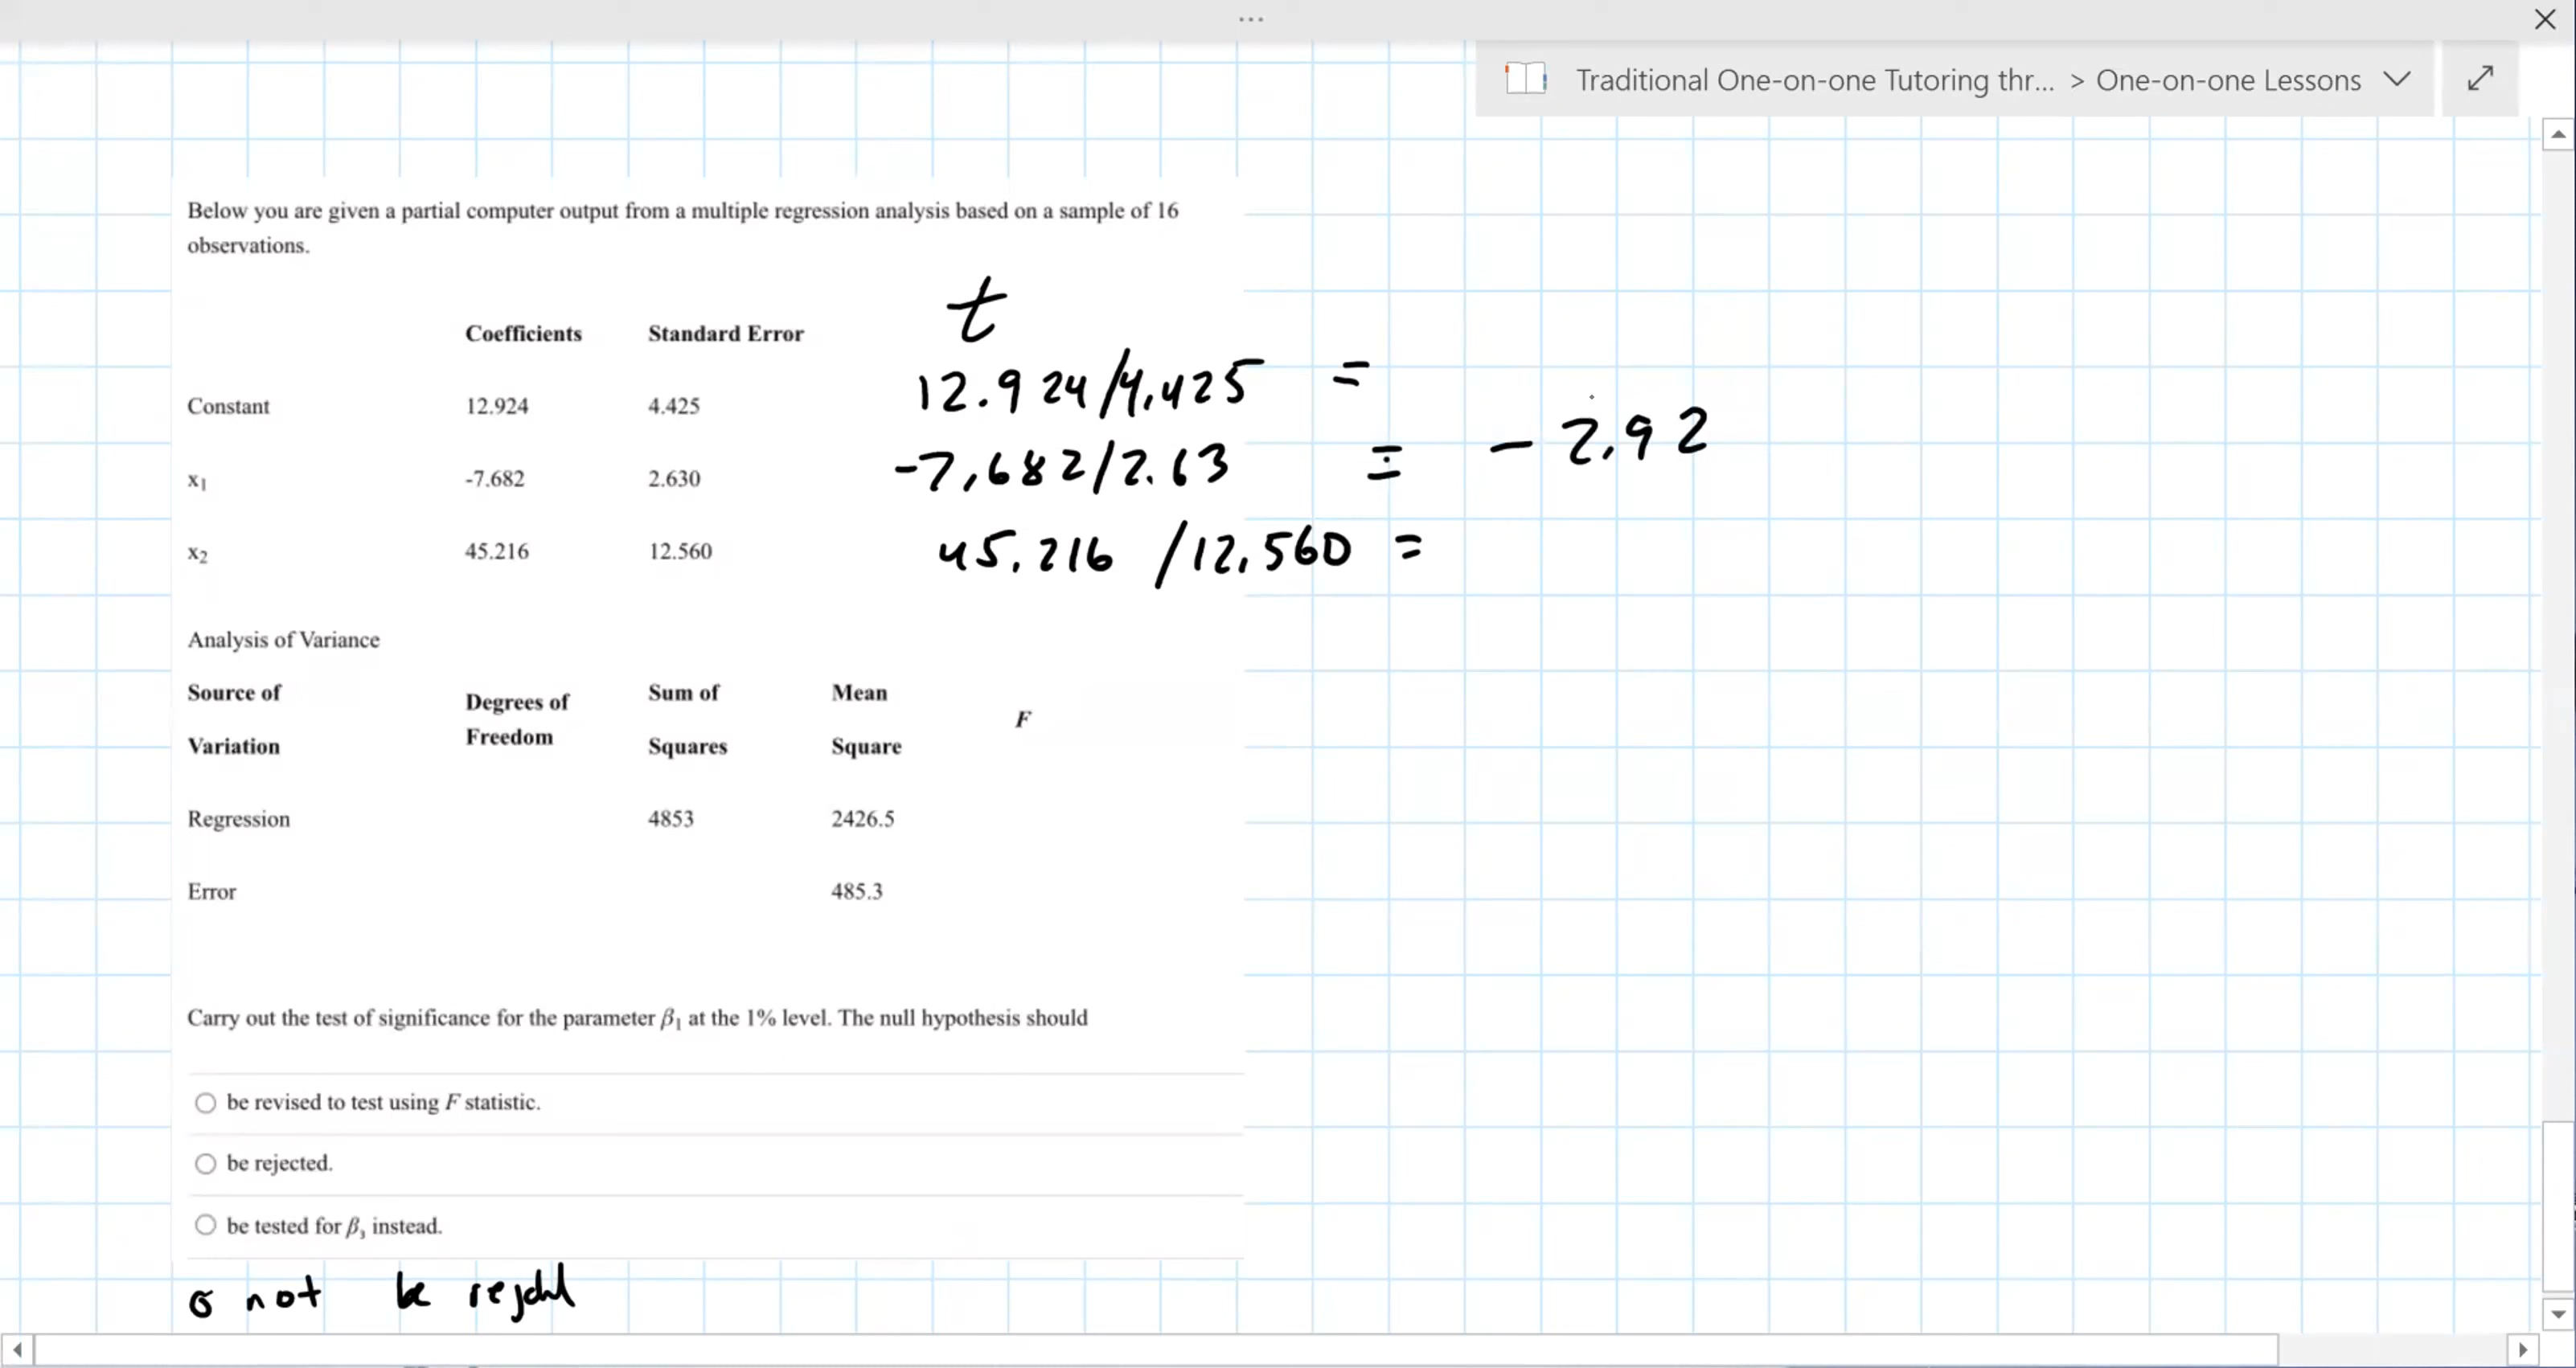 ...
Traditional One-on-one Tutoring thr... > One-on-one Lessons
Below you are given a partial computer output from a multiple regression analysis based on a sample of 16
observations.
t
Coefficients Standard Error
Constant 12.924 4.425 12.924/4.425 =
x1 -7.682 2.630 -7.682/2.63 = -2.92
x2 45.216 12.560 45.216/12.560 =
Analysis of Variance
Source of Variation Degrees of Freedom Sum of Squares Mean Square F
Regression 4853 2426.5
Error 485.3
Carry out the test of significance for the parameter β1 at the 1% level. The null hypothesis should
be revised to test using F statistic.
be rejected.
be tested for β3 instead.
not be